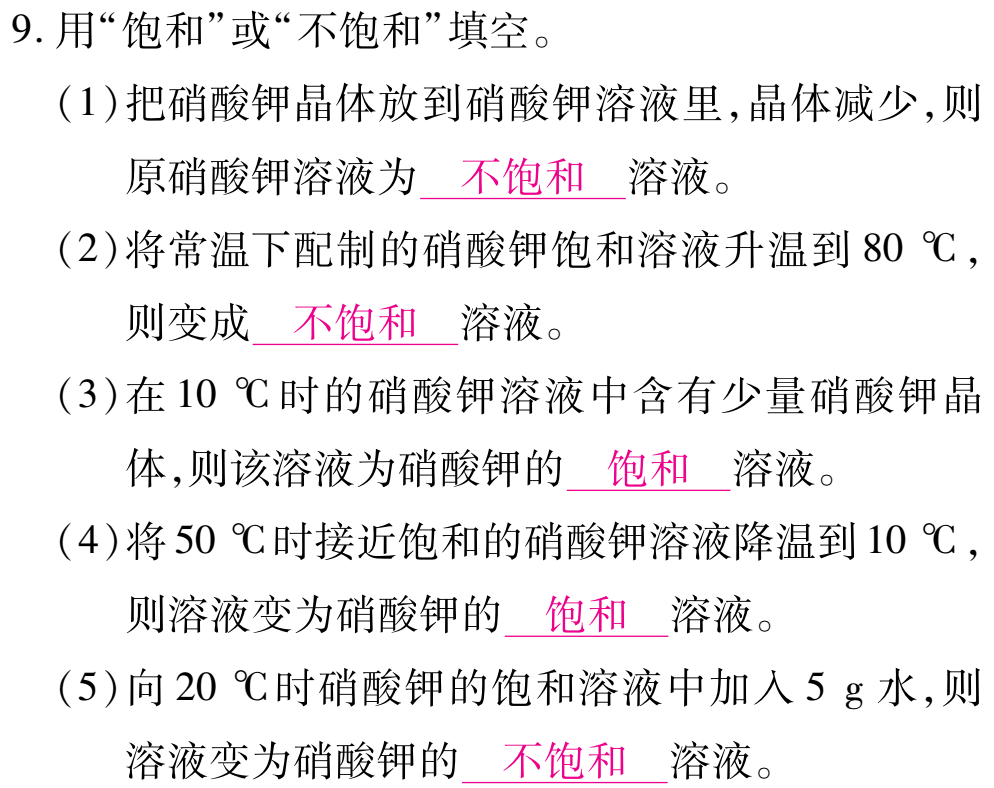 9. 用“饱和”或“不饱和”填空。
(1)把硝酸钾晶体放到硝酸钾溶液里,晶体减少,则
原硝酸钾溶液为 不饱和 溶液。
(2)将常温下配制的硝酸钾饱和溶液升温到 80 ℃,
则变成 不饱和 溶液。
(3)在 10 ℃时的硝酸钾溶液中含有少量硝酸钾晶
体,则该溶液为硝酸钾的 饱和 溶液。
(4)将 50 ℃时接近饱和的硝酸钾溶液降温到 10 ℃,
则溶液变为硝酸钾的 饱和 溶液。
(5)向 20 ℃时硝酸钾的饱和溶液中加入 5 g 水,则
溶液变为硝酸钾的 不饱和 溶液。